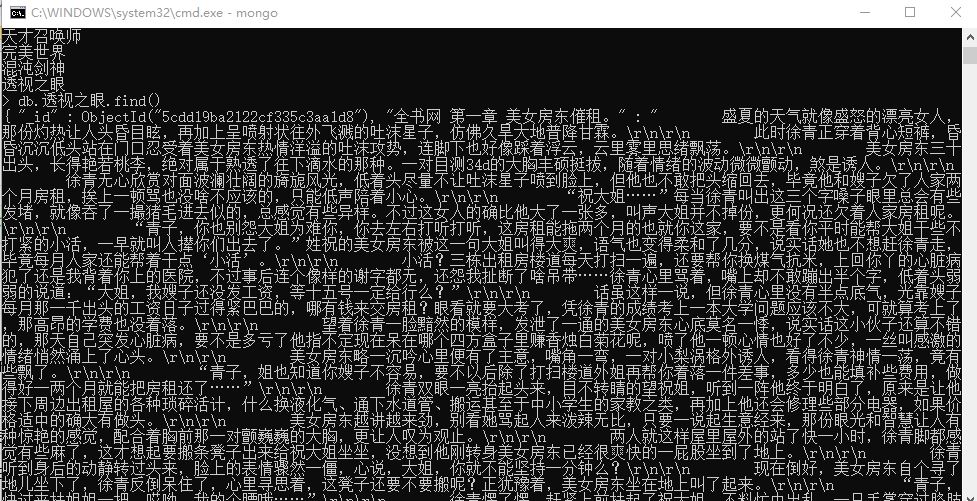 C:\WINDOWS\system32\cmd.exe - mongo
天才召唤师
完美世界
混沌剑神
透视之眼
> db.透视之眼.find()
{ "_id" : ObjectId("5cdd19ba2122cf335c3aa1d8"), "全书网 第一章 美女房东催租。" : "　　盛夏的天气就像盛怒的漂亮女人，
那份灼热让人头昏目眩，再加上呈喷射状往外飞溅的吐沫星子，仿佛久旱大地普降甘霖。\r\n\r\n　　此时徐青正穿着背心短裤，昏
昏沉沉低头站在门口忍受着美女房东热情洋溢的吐沫攻势，连脚下也好像踩着浮云，云里雾里思绪飘荡。\r\n\r\n　　美女房东三十
出头，长得艳若桃李，绝对属于熟透了往下滴水的那种。一对目测34d的大胸丰硕挺拔，随着情绪的波动微微颤动，煞是诱人。\r\n\r\n
　　徐青无心欣赏对面波澜壮阔的旖旎风光，低着头尽量不让吐沫星子喷到脸上，但他也不敢把头缩回去，毕竟他和嫂子欠了人家两
个月房租，挨上一顿骂也没啥不应该的，只能低声陪着小心。\r\n\r\n　　“祝大姐……”每当徐青叫出这三个字嗓子眼里总会有些
发堵，就像吞了一撮猪毛进去似的，总感觉有些异样。不过这女人的确比他大了一张多，叫声大姐并不掉份，更何况还欠着人家房租呢。
\r\n\r\n　　“青子，你也别怨大姐为难你，你去左右打听打听，这房租能拖两个月的也就你这家，要不是看你平时能帮大姐干些不
打紧的小活，一早就叫人撵你们出去了。”姓祝的美女房东被这一句大姐叫得大爽，语气也变得柔和了几分，说实话她也不想赶徐青走，
毕竟每月人家还能帮着干点‘小活’。\r\n\r\n　　小活？三栋出租房楼道每天打扫一遍，还要帮你换煤气抗米，上回你丫的心脏病
犯了还是我背着你上的医院，不过事后连个像样的谢字都无，还怨我扯断了啥吊带……徐青心里骂着，嘴上却不敢蹦出半个字，低着头弱
弱的说道：“大姐，我嫂子还没发工资，等十五号一定给行么？”\r\n\r\n　　话虽这样一说，但徐青心里没有半点底气，光靠嫂子
每月那一千出头的工资日子过得紧巴巴的，哪有钱来交房租？眼看就要大考了，凭徐青的成绩考上一本大学问题应该不大，可就算考上了
，那高昂的学费也没着落。\r\n\r\n　　望着徐青一脸黯然的模样，发泄了一通的美女房东心底莫名一悸，说实话这小伙子还算不错
的，那天自己突发心脏病，要不是多亏了他指不定现在呆在哪个四方盒子里赚香烛白菊花呢，喷了他一顿心情也好了不少，一丝叫感激的
情绪悄然涌上了心头。\r\n\r\n　　美女房东略一沉吟心里便有了主意，嘴角一弯，一对小梨涡格外诱人，看得徐青神情一荡，竟有
些飘了。\r\n\r\n　　“青子，姐也知道你嫂子不容易，要不以后除了打扫楼道外姐再帮你着落一件差事，多少也能填补些费用，做
得好一两个月就能把房租还了……”\r\n\r\n　　徐青双眼一亮抬起头来，目不转睛的望祝姐，听到一阵他终于明白了，原来是让他
接下周边出租屋的各种琐碎活计，什么换液化气、通下水道管、搬运甚至于中小学生的家教之类，再加上他还会修理部分电器，如果价
格适中的确大有做头。\r\n\r\n　　美女房东越讲越来劲，别看她骂起人来泼辣无比，只要一说起生意经来，那份眼光和智慧让人有
种惊艳的感觉，配合着胸前那一对颤巍巍的大胸，更让人叹为观止。\r\n\r\n　　两人就这样屋里屋外的站了快一小时，徐青脚都感
觉有些麻了，这才想起要搬条凳子出来给祝大姐坐坐，没想到他刚转身美女房东已经很爽快的一屁股坐到了地上。\r\n\r\n　　徐青
听到身后的动静转过头来，脸上的表情骤然一僵，心说，大姐，你就不能坚持一分钟么？\r\n\r\n　　现在倒好，美女房东自个寻了
地儿坐下了，徐青反倒呆住了，心里寻思着，这凳子还要不要搬呢？正犹豫着，美女房东坐在地上叫了起来。\r\n\r\n　　“青子，